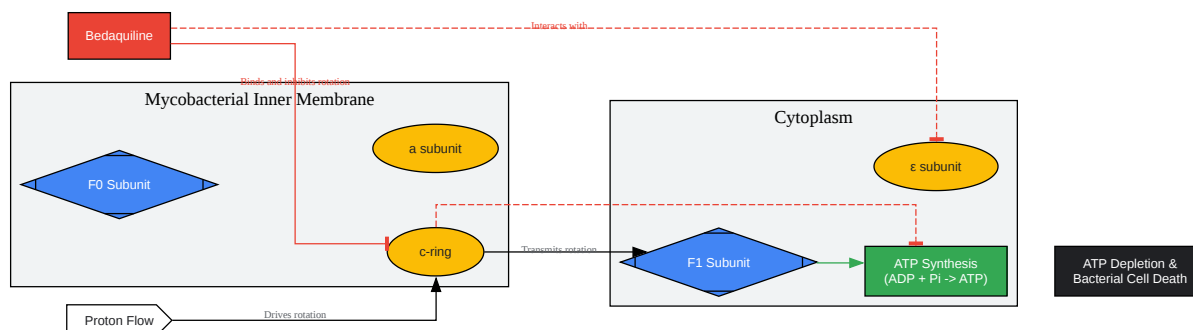 Bedaquiline
Interacts with
Binds and inhibits rotation
Mycobacterial Inner Membrane
Cytoplasm
a subunit
ε subunit
F0 Subunit
c-ring
Transmits rotation
F1 Subunit
ATP Synthesis
(ADP + Pi -> ATP)
ATP Depletion &
Bacterial Cell Death
Proton Flow
Drives rotation